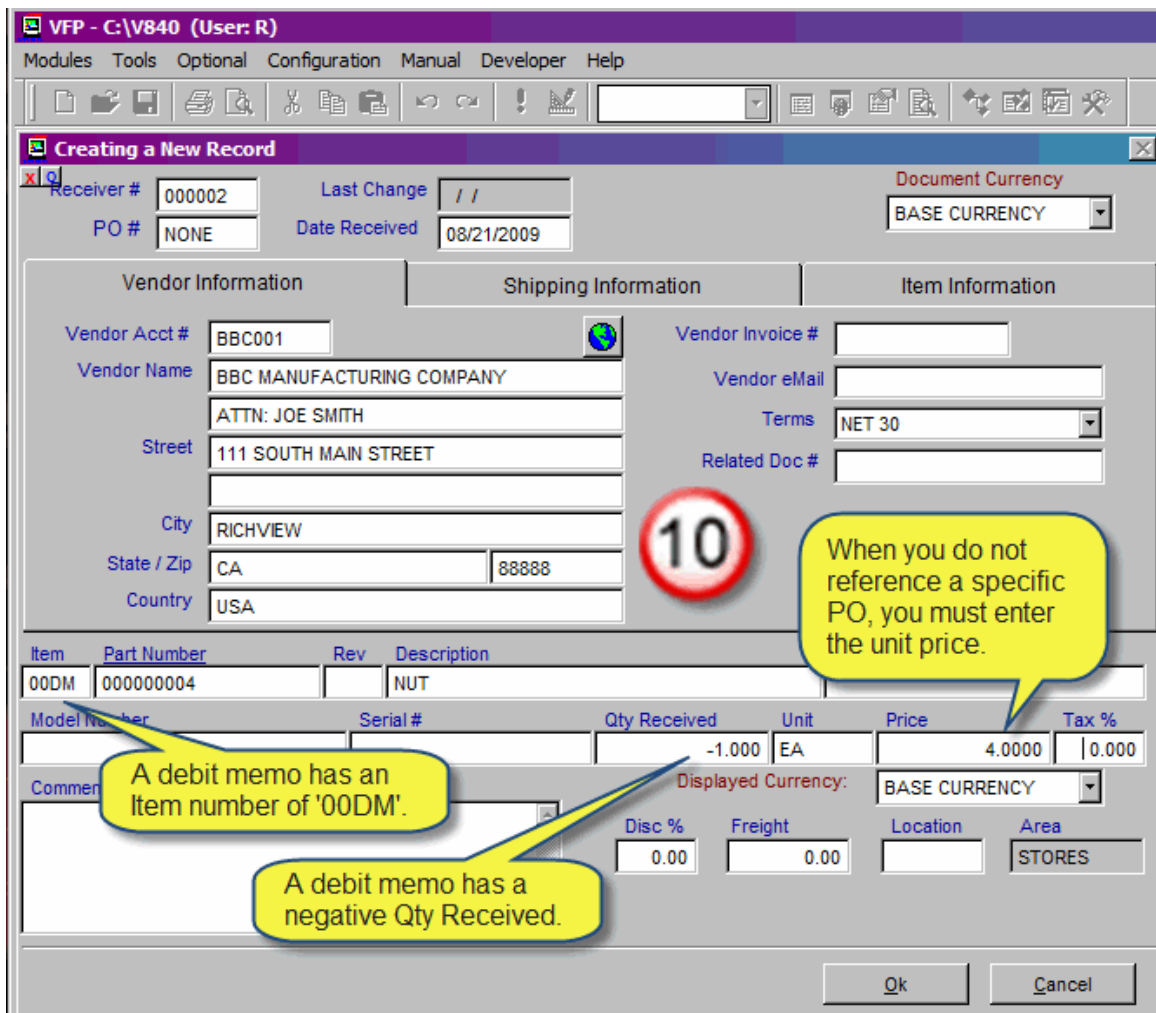 VFP - C:\V840 (User: R)
Modules Tools Optional Configuration Manual Developer Help
Creating a New Record
X Q
Receiver # 000002 Last Change / / Document Currency
PO # NONE Date Received 08/21/2009 BASE CURRENCY
Vendor Information Shipping Information Item Information
Vendor Acct # BBC001 Vendor Invoice #
Vendor Name BBC MANUFACTURING COMPANY Vendor eMail
ATTN: JOE SMITH Terms NET 30
Street 111 SOUTH MAIN STREET Related Doc #
City RICHVIEW
State / Zip CA 88888
Country USA
10
When you do not
reference a specific
PO, you must enter
the unit price.
Item Part Number Rev Description
00DM 000000004 NUT
Model Serial # Qty Received Unit Price Tax %
-1.000 EA 4.0000 0.000
A debit memo has an
Item number of '00DM'.
Commen Displayed Currency: BASE CURRENCY
Disc % Freight Location Area
0.00 0.00 STORES
A debit memo has a
negative Qty Received.
Ok Cancel